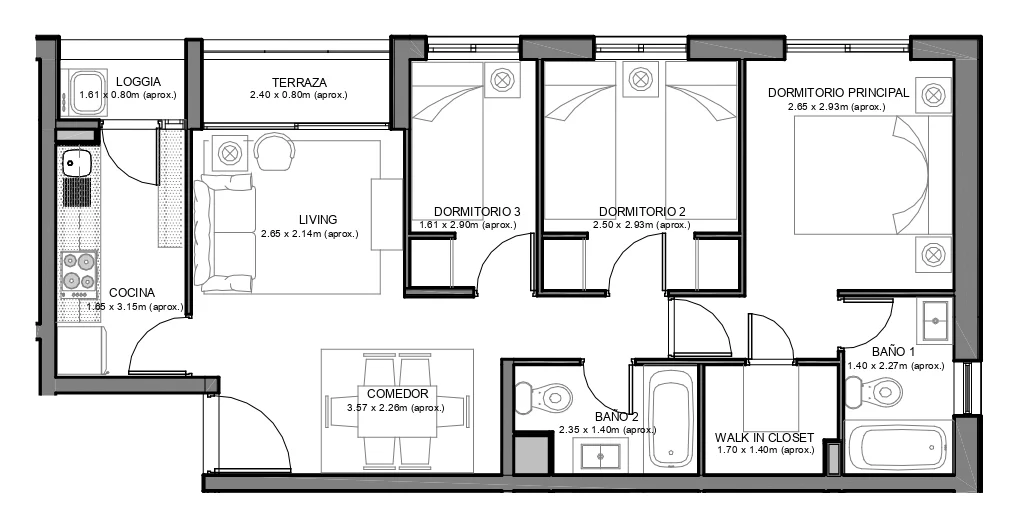 LOGGIA
1.61 x 0.80m (aprox.)
TERRAZA
2.40 x 0.80m (aprox.)
DORMITORIO PRINCIPAL
2.65 x 2.93m (aprox.)
DORMITORIO 3
1.61 x 2.90m (aprox.)
DORMITORIO 2
2.50 x 2.93m (aprox.)
LIVING
2.65 x 2.14m (aprox.)
COCINA
1.65 x 3.15m (aprox.)
BAÑO 1
1.40 x 2.27m (aprox.)
COMEDOR
3.57 x 2.26m (aprox.)
BAÑO 2
2.35 x 1.40m (aprox.)
WALK IN CLOSET
1.70 x 1.40m (aprox.)